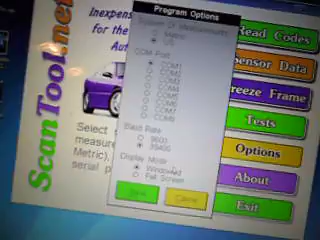 Program Options
System Of Measurments
Metric
US
COM Port
COM1
COM2
COM3
COM4
COM5
COM6
COM7
COM8
Baud Rate
9600
38400
Display Mode
Windowed
Full Screen
Save
Cancel
ScanTool.net
Inexpens
for the
Aut
Select
measure
Metric),
serial p
Read Codes
Sensor Data
Freeze Frame
Tests
Options
About
Exit